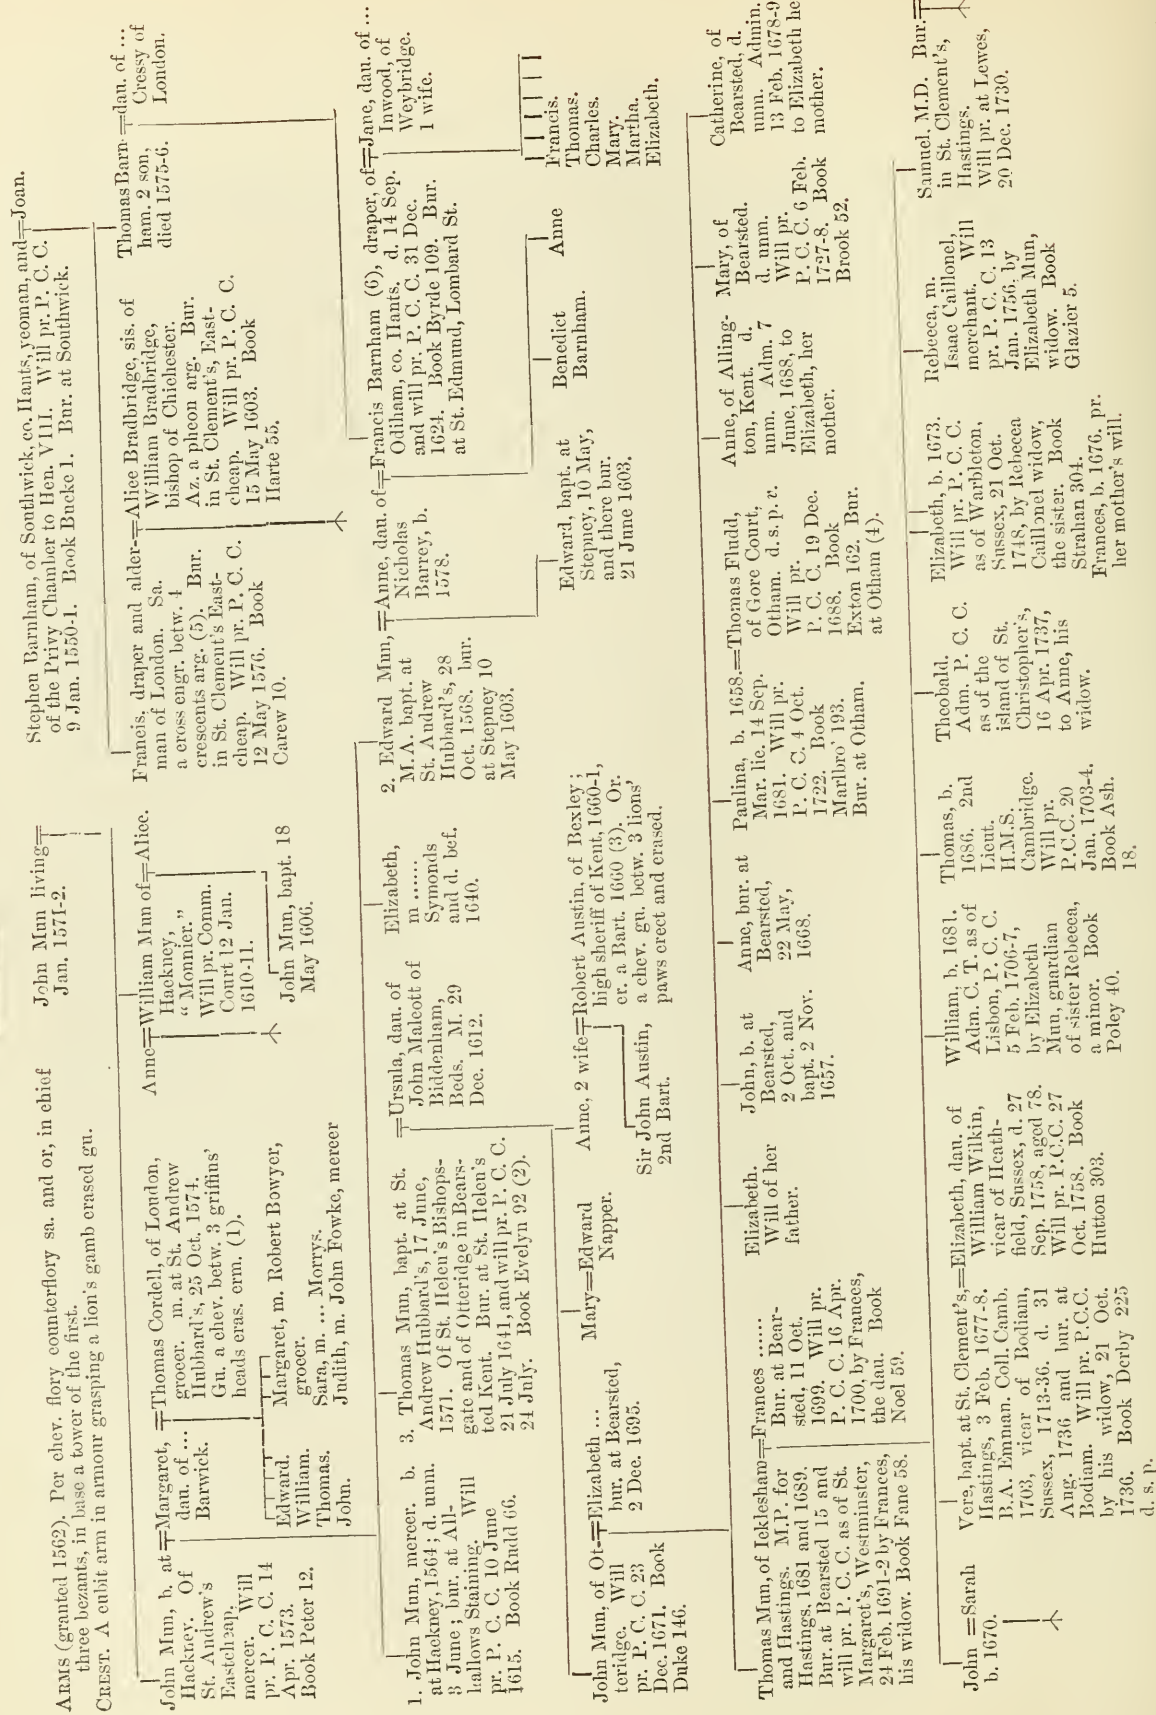 ARMS (granted 1562). Per chev. flory counterflory sa. and or, in chief
three bezants, in base a tower of the first.
CREST. A cubit arm in armour grasping a lion's gamb erased gu.
John Mun living
Jan. 1571-2.
Stephen Barnham, of Southwick, co. Hants, yeoman, and=Joan.
of the Privy Chamber to Hen. VIII. Will pr. P. C. C.
9 Jan. 1550-1. Book Bucke 1. Bur. at Southwick.
John Mun, b. at
Hackney. Of
St. Andrew's
Eastcheap,
mercer. Will
pr. P. C. C. 14
Apr. 1573.
Book Peter 12.
=Margaret,
dau. of ...
Barwick.
=Thomas Cordell, of London,
grocer. m. at St. Andrew
Hubbard's, 25 Oct. 1574.
Gu. a chev. betw. 3 griffins'
heads eras. erm. (1).
Anne=William Mun of=Alice.
Hackney,
"Monnier."
Will pr. Comm.
Court 12 Jan.
1610-11.
Francis, draper and alder-
man of London. Sa.
a cross engr. betw. 4
crescents arg. (5). Bur.
in St. Clement's East-
cheap. Will pr. P. C. C.
12 May 1576. Book
Carew 10.
=Alice Bradbridge, sis. of
William Bradbridge,
bishop of Chichester.
Az. a pheon arg. Bur.
in St. Clement's, East-
cheap. Will pr. P. C. C.
15 May 1603. Book
Harte 55.
Thomas Barn-
ham. 2 son,
died 1575-6.
=dau. of ...
Cressy of
London.
Edward.
William.
Thomas.
John.
Margaret, m. Robert Bowyer,
grocer.
Sara, m. ... Morrys.
Judith, m. John Fowke, mercer
John Mun, bapt. 18
May 1606.
1. John Mun, mercer. b.
at Hackney, 1564; d. unm.
3 June; bur. at All-
hallows Staining. Will
pr. P. C. C. 10 June
1615. Book Rudd 66.
3. Thomas Mun, bapt. at St.
Andrew Hubbard's, 17 June,
1571. Of St. Helen's Bishops-
gate and of Otteridge in Bears-
ted Kent. Bur. at St. Helen's
21 July 1641, and will pr. P. C. C.
24 July. Book Evelyn 92 (2).
=Ursula, dau. of
John Malcott of
Biddenham,
Beds. M. 29
Dec. 1612.
Elizabeth,
m ......
Symonds
and d. bef.
1640.
2. Edward Mun,
M.A. bapt. at
St. Andrew
Hubbard's, 28
Oct. 1568. bur.
at Stepney 10
May 1603.
=Anne, dau. of
Nicholas
Barrey, b.
1578.
=Francis Barnham (6), draper, of
Odiham, co. Hants. d. 14 Sep.
and will pr. P. C. C. 31 Dec.
1624. Book Byrde 109. Bur.
at St. Edmund, Lombard St.
=Jane, dau. of ...
Inwood, of
Weybridge.
1 wife.
John Mun, of Ot-
teridge. Will
pr. P. C. C. 23
Dec. 1671. Book
Duke 146.
=Elizabeth ...
bur. at Bearsted,
2 Dec. 1695.
Mary=Edward
Napper.
Anne, 2 wife=Robert Austin, of Bexley;
high sheriff of Kent, 1660-1,
cr. a Bart. 1660 (3). Or.
a chev. gu. betw. 3 lions'
paws erect and erased.
Sir John Austin,
2nd Bart.
Edward, bapt. at
Stepney, 10 May,
and there bur.
21 June 1603.
Benedict
Barnham.
Anne
Francis.
Thomas.
Charles.
Mary.
Martha.
Elizabeth.
Thomas Mun, of Icklesham
and Hastings. M.P. for
Hastings, 1681 and 1689.
Bur. at Bearsted 15 and
will pr. P. C. C. as of St.
Margaret's, Westminster,
24 Feb. 1691-2 by Frances,
his widow. Book Fane 58.
=Frances ......
Bur. at Bear-
sted, 11 Oct.
1699. Will pr.
P. C. C. 16 Apr.
1700, by Frances,
the dau. Book
Noel 59.
Elizabeth.
Will of her
father.
John, b. at
Bearsted,
2 Oct. and
bapt. 2 Nov.
1657.
Anne, bur. at
Bearsted,
22 May,
1668.
Paulina, b. 1658.
Mar. lic. 14 Sep.
1681. Will pr.
P. C. C. 4 Oct.
1722. Book
Marlbro' 193.
Bur. at Otham.
=Thomas Fludd,
of Gore Court,
Otham. d. s. p. v.
Will pr.
P. C. C. 19 Dec.
1688. Book
Exton 162. Bur.
at Otham (4).
Anne, of Alling-
ton, Kent. d.
unm. Adm. 7
June, 1688, to
Elizabeth, her
mother.
Mary, of
Bearsted.
d. unm.
Will pr.
P. C. C. 6 Feb.
1727-8. Book
Brook 52.
Catherine, of
Bearsted, d.
unm. Admin.
13 Feb. 1678-9
to Elizabeth he
mother.
John =Sarah
b. 1670.
Vere, bapt. at St. Clement's,
Hastings, 3 Feb. 1677-8.
B.A. Emman. Coll. Camb.
1703, vicar of Bodiam,
Sussex, 1713-36. d. 31
Aug. 1736 and bur. at
Bodiam. Will pr. P.C.C.
by his widow, 21 Oct.
1736. Book Derby 225
d. s. p.
=Elizabeth, dau. of
William Wilkin,
vicar of Heath-
field, Sussex, d. 27
Sep. 1758, aged 78.
Will pr. P.C.C. 27
Oct. 1758. Book
Hutton 303.
William, b. 1681.
Adm. C. T. as of
Lisbon, P. C. C.
5 Feb. 1706-7,
by Elizabeth
Mun, guardian
of sister Rebecca,
a minor. Book
Poley 40.
Thomas, b.
1686. 2nd
Lieut.
H.M.S.
Cambridge.
Will pr.
P.C.C. 20
Jan. 1703-4.
Book Ash.
18.
Theobald.
Adm. P. C. C.
as of the
island of St.
Christopher's,
16 Apr. 1737,
to Anne, his
widow.
Elizabeth, b. 1673.
Will pr. P. C. C.
as of Warbleton,
Sussex, 21 Oct.
1748, by Rebecca
Caillonel widow,
the sister. Book
Strahan 304.
Frances, b. 1676. pr.
her mother's will.
Rebecca, m.
Isaac Caillonel,
merchant. Will
pr. P. C. C. 13
Jan. 1756, by
Elizabeth Mun,
widow. Book
Glazier 5.
Samuel, M.D. Bur.=
in St. Clement's,
Hastings.
Will pr. at Lewes,
20 Dec. 1730.